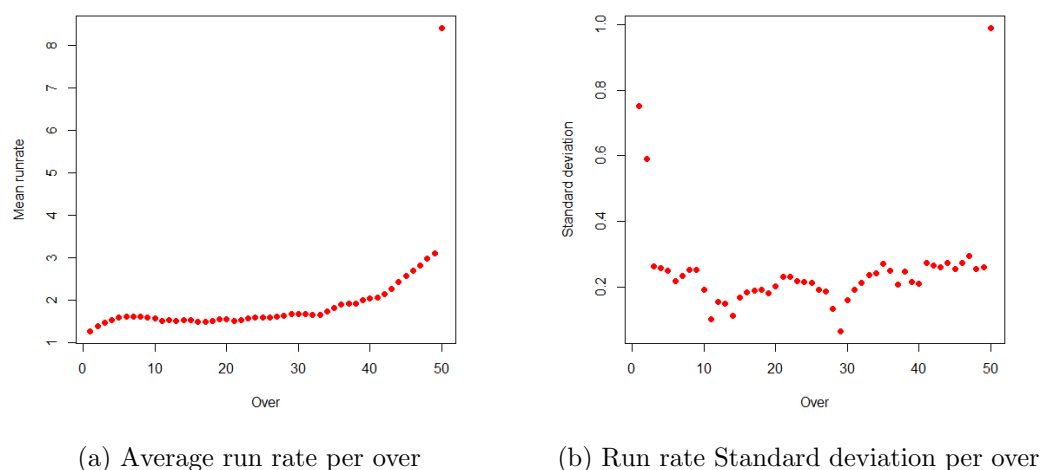 8
7
6
5
4
3
2
1
Mean runrate
0 10 20 30 40 50
Over
1.0
0.8
0.6
0.4
0.2
Standard deviation
0 10 20 30 40 50
Over
(a) Average run rate per over
(b) Run rate Standard deviation per over